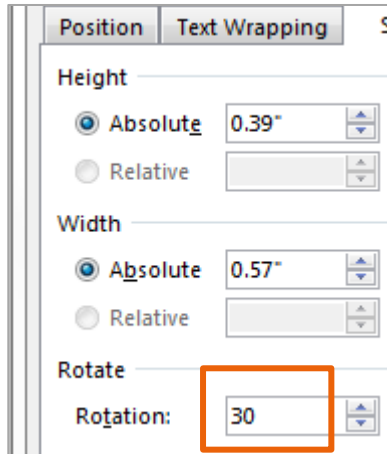 Position Text Wrapping S
Height
Absolute 0.39"
Relative
Width
Absolute 0.57"
Relative
Rotate
Rotation: 30